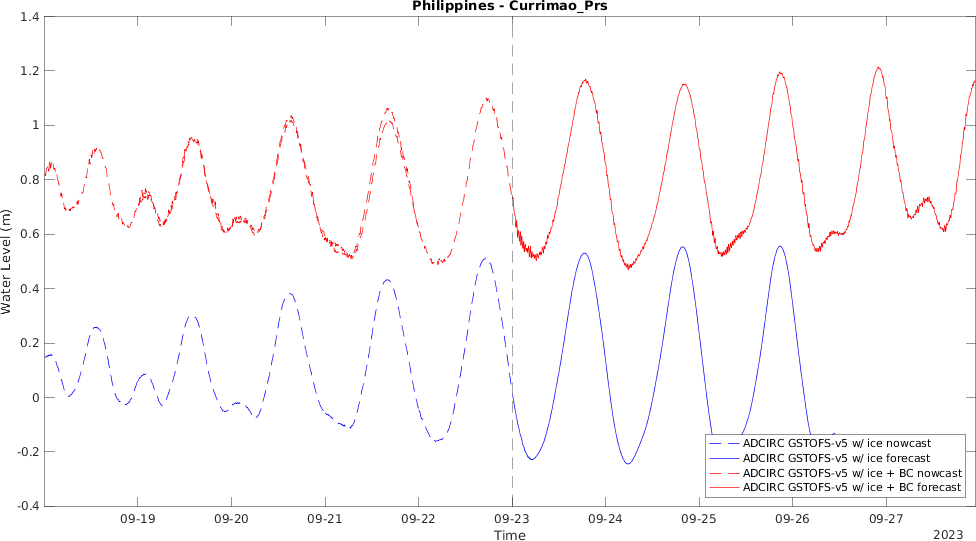 Philippines - Currimao_Prs
1.4
1.2
1
0.8
0.6
0.4
0.2
0
-0.2
-0.4
Water Level (m)
ADCIRC GSTOFS-v5 w/ ice nowcast
ADCIRC GSTOFS-v5 w/ ice forecast
ADCIRC GSTOFS-v5 w/ ice + BC nowcast
ADCIRC GSTOFS-v5 w/ ice + BC forecast
09-19 09-20 09-21 09-22 09-23 09-24 09-25 09-26 09-27
Time
2023